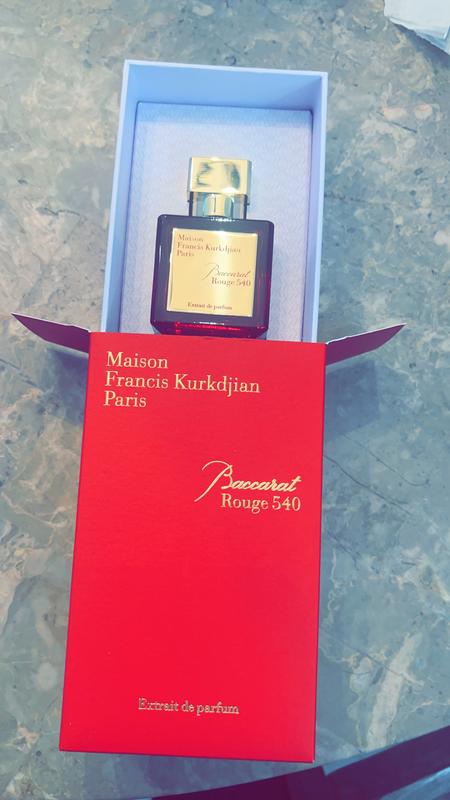 Maison
Francis Kurkdjian
Paris
Baccarat
Rouge 540
Extrait de parfum
Maison
Francis Kurkdjian
Paris
Baccarat
Rouge 540
Extrait de parfum